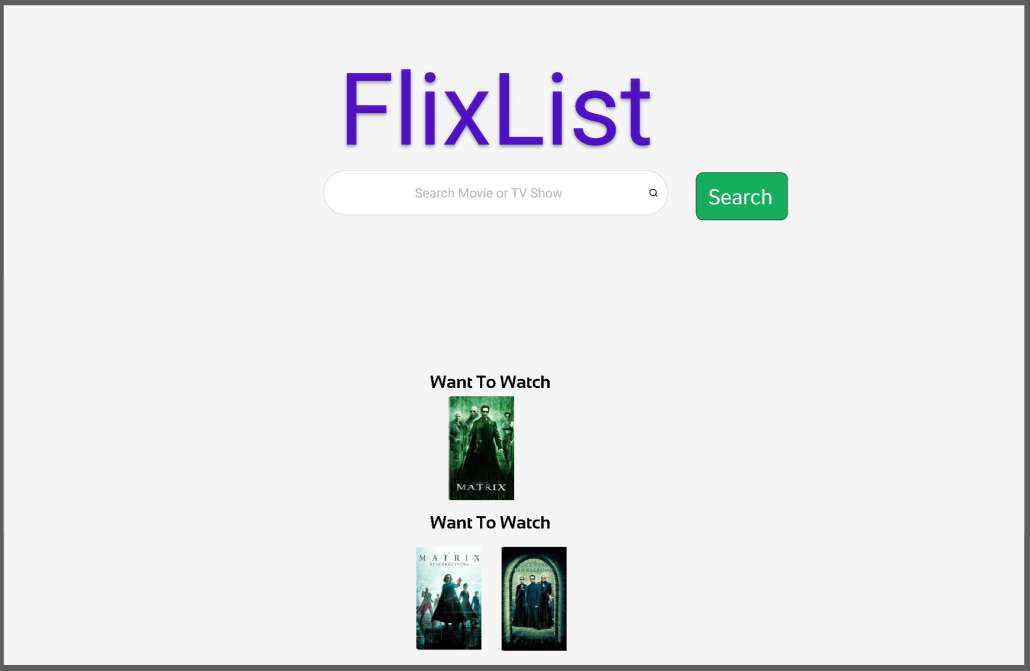 FlixList
Search Movie or TV Show
Search
Want To Watch
MATRIX
Want To Watch
MATRIX
RESURRECTIONS